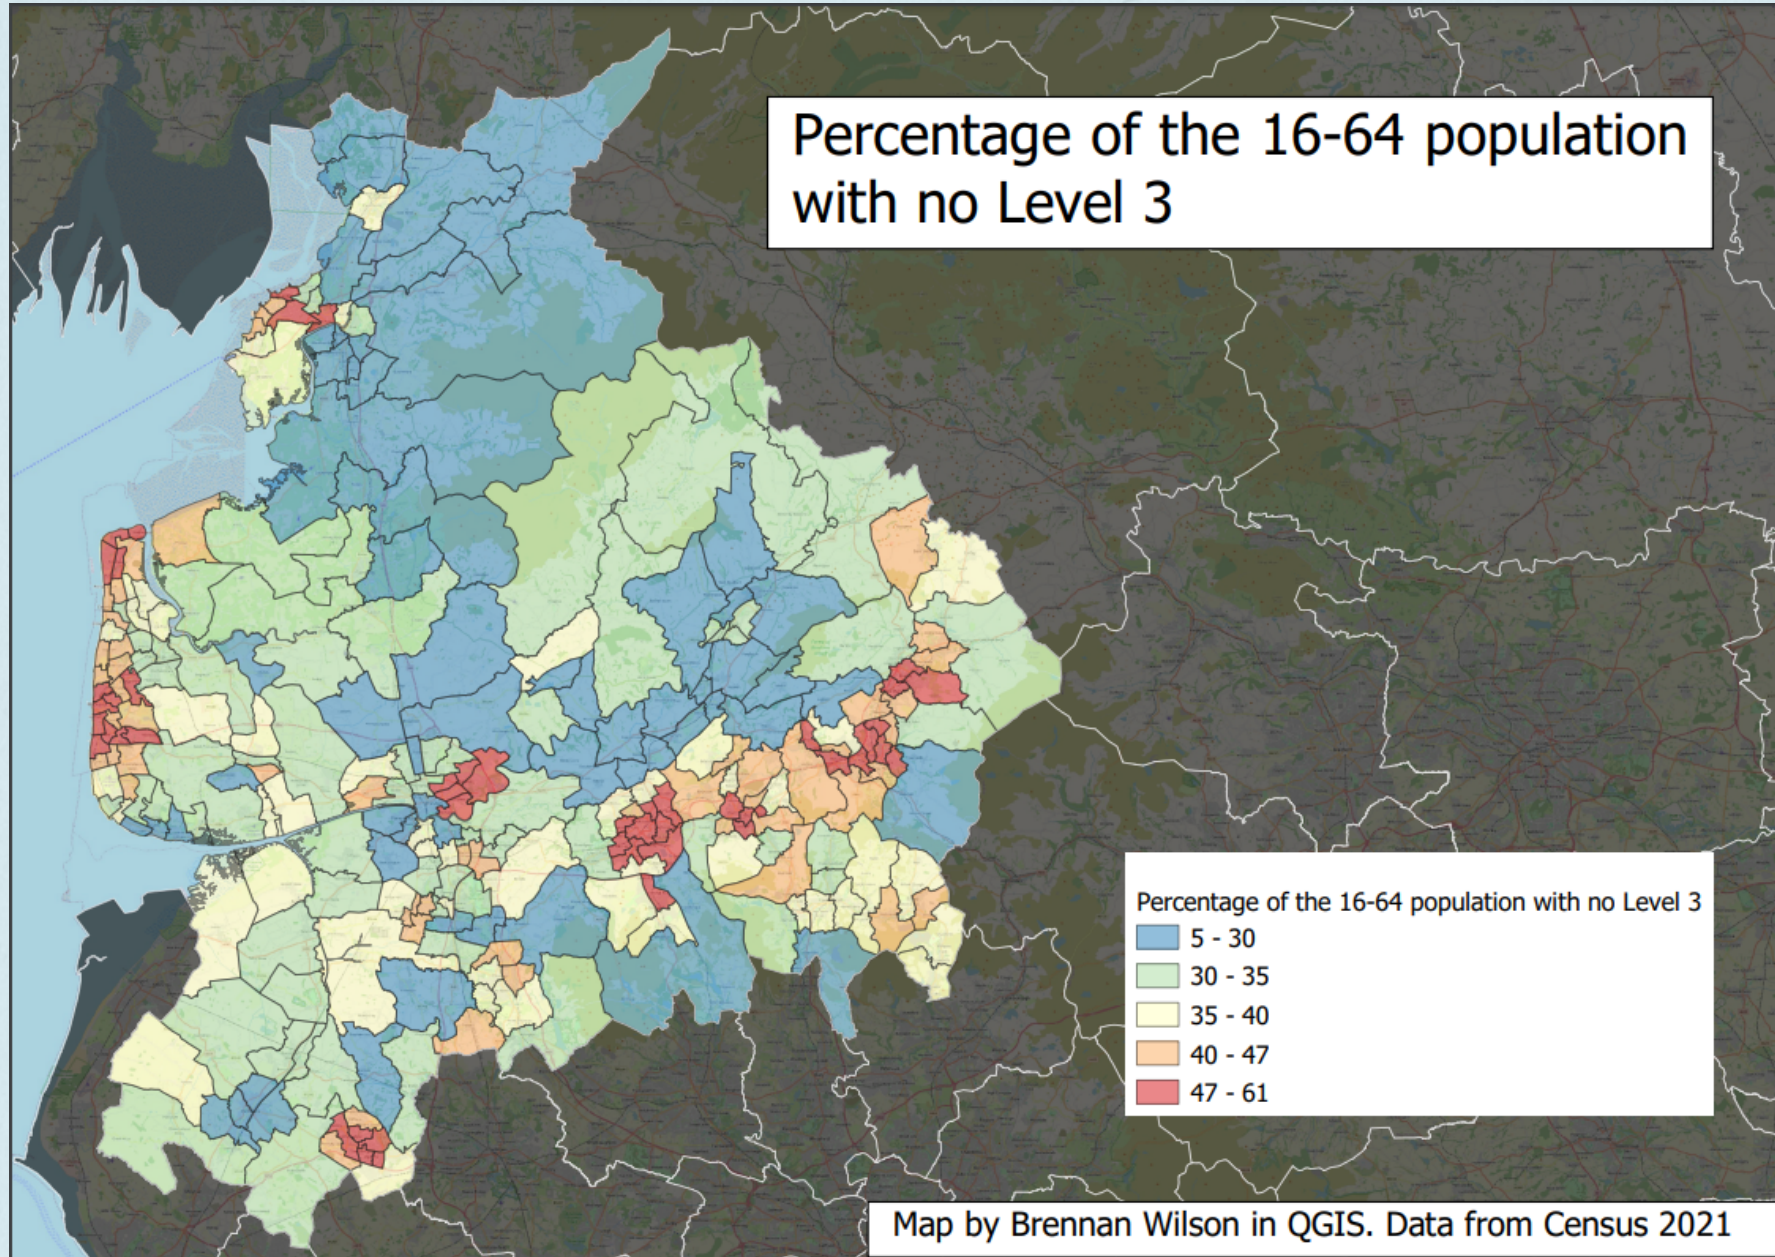 Percentage of the 16-64 population
with no Level 3
Percentage of the 16-64 population with no Level 3
5 - 30
30 - 35
35 - 40
40 - 47
47 - 61
Map by Brennan Wilson in QGIS. Data from Census 2021